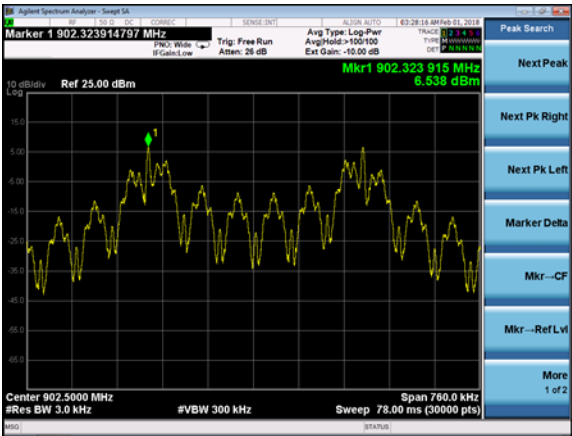 Agilent Spectrum Analyzer - Swept SA
RF 50 Ω DC CORREC SENSE:INT ALIGN AUTO 03:28:16 AM Feb 01, 2018
Marker 1 902.323914797 MHz
PNO: Wide
IFGain:Low
Trig: Free Run
Atten: 26 dB
Avg Type: Log-Pwr
Avg|Hold:>100/100
Ext Gain: -10.00 dB
TRACE 1 2 3 4 5 6
TYPE M
DET P N N N N N
Peak Search
Mkr1 902.323 915 MHz
6.538 dBm
10 dB/div Ref 25.00 dBm
Log
15.0
5.00
-5.00
-15.0
-25.0
-35.0
-45.0
-55.0
-65.0
1
Center 902.5000 MHz Span 760.0 kHz
#Res BW 3.0 kHz #VBW 300 kHz Sweep 78.00 ms (30000 pts)
MSG STATUS
Next Peak
Next Pk Right
Next Pk Left
Marker Delta
Mkr→CF
Mkr→Ref Lvl
More
1 of 2